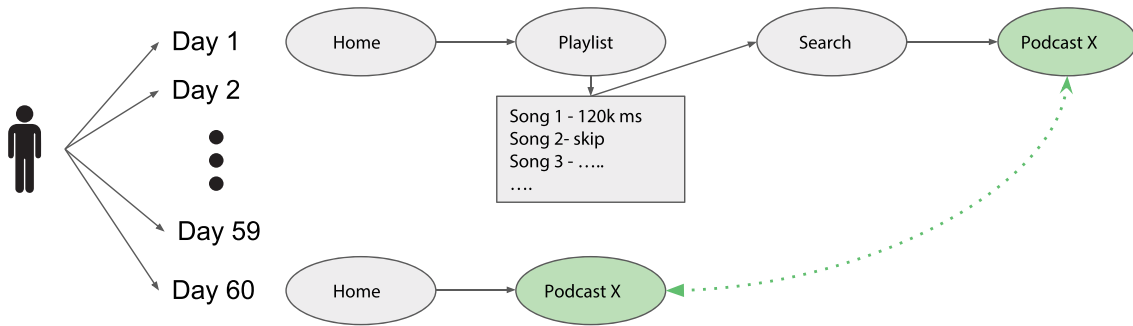 Day 1
Home
Playlist
Search
Podcast X
Day 2
Song 1 - 120k ms
Song 2- skip
Song 3 - …..
….
Day 59
Day 60
Home
Podcast X